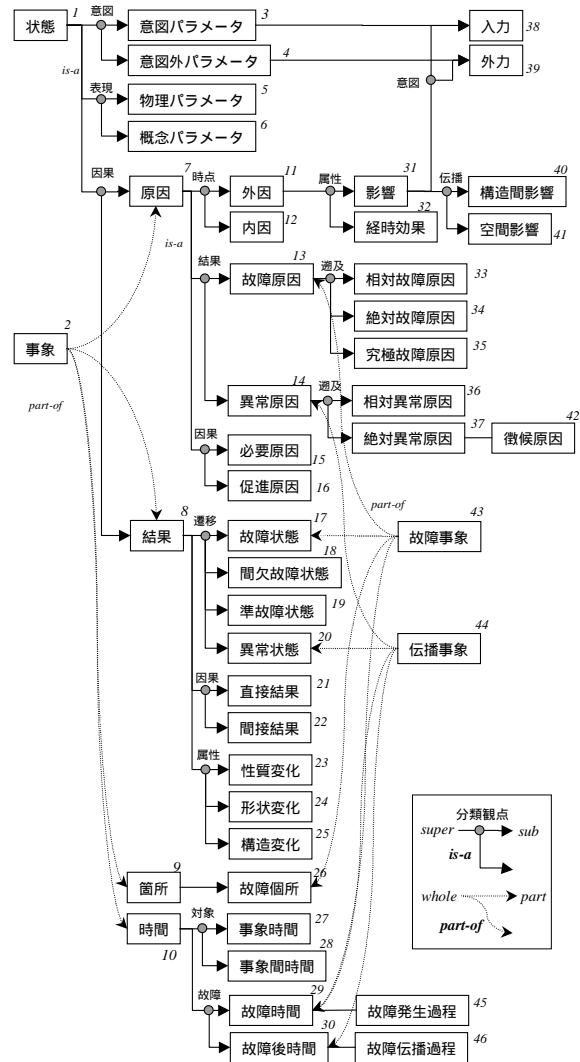 状態
1
意図
意図パラメータ
3
入力
38
意図外パラメータ
4
外力
39
is-a
表現
物理パラメータ
5
意図
概念パラメータ
6
因果
原因
7
時点
外因
11
属性
影響
31
伝播
構造間影響
40
内因
12
経時効果
32
空間影響
41
is-a
結果
故障原因
13
遡及
相対故障原因
33
絶対故障原因
34
究極故障原因
35
事象
2
part-of
異常原因
14
遡及
相対異常原因
36
絶対異常原因
37
徴候原因
42
因果
必要原因
15
促進原因
16
part-of
結果
8
遷移
故障状態
17
故障事象
43
間欠故障状態
18
準故障状態
19
異常状態
20
伝播事象
44
因果
直接結果
21
間接結果
22
属性
性質変化
23
形状変化
24
構造変化
25
分類観点
super
sub
is-a
whole
part
part-of
箇所
9
故障個所
26
時間
10
対象
事象時間
27
事象間時間
28
故障
故障時間
29
故障発生過程
45
故障後時間
30
故障伝播過程
46